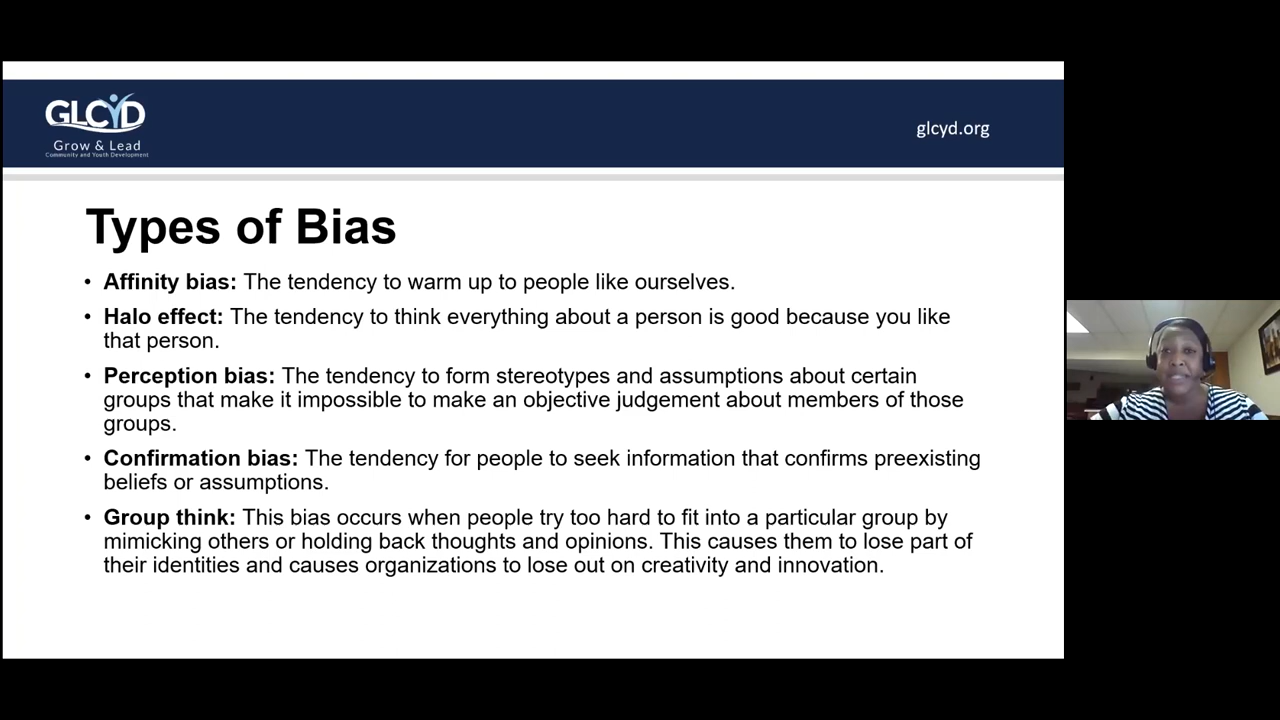 GLCYD
Grow & Lead
Community and Youth Development
glcyd.org
Types of Bias
• Affinity bias: The tendency to warm up to people like ourselves.
• Halo effect: The tendency to think everything about a person is good because you like
that person.
• Perception bias: The tendency to form stereotypes and assumptions about certain
groups that make it impossible to make an objective judgement about members of those
groups.
• Confirmation bias: The tendency for people to seek information that confirms preexisting
beliefs or assumptions.
• Group think: This bias occurs when people try too hard to fit into a particular group by
mimicking others or holding back thoughts and opinions. This causes them to lose part of
their identities and causes organizations to lose out on creativity and innovation.